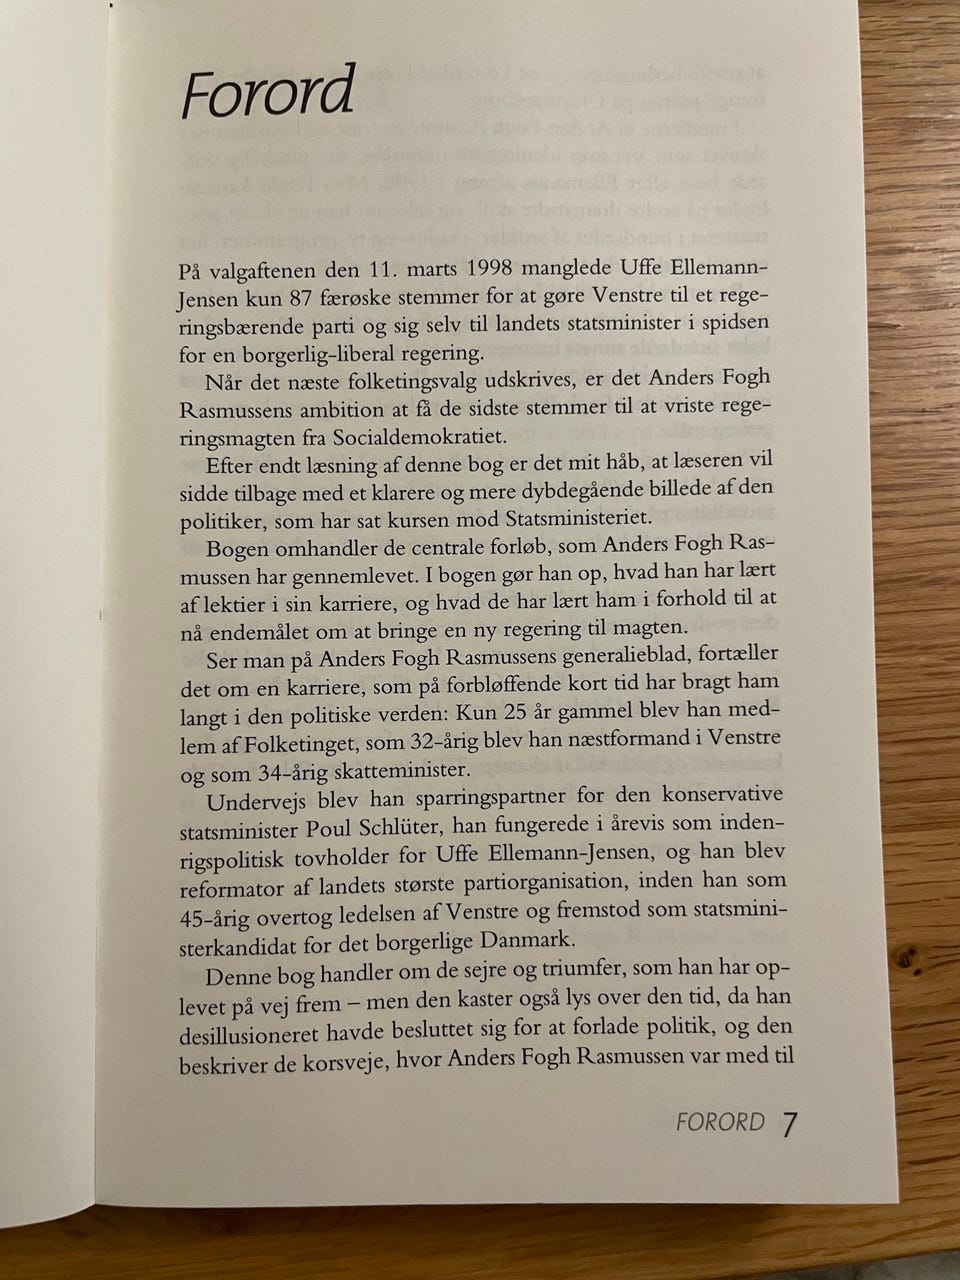 Forord
På valgaftenen den 11. marts 1998 manglede Uffe Ellemann-
Jensen kun 87 færøske stemmer for at gøre Venstre til et rege-
ringsbærende parti og sig selv til landets statsminister i spidsen
for en borgerlig-liberal regering.
Når det næste folketingsvalg udskrives, er det Anders Fogh
Rasmussens ambition at få de sidste stemmer til at vriste rege-
ringsmagten fra Socialdemokratiet.
Efter endt læsning af denne bog er det mit håb, at læseren vil
sidde tilbage med et klarere og mere dybdegående billede af den
politiker, som har sat kursen mod Statsministeriet.
Bogen omhandler de centrale forløb, som Anders Fogh Ras-
mussen har gennemlevet. I bogen gør han op, hvad han har lært
af lektier i sin karriere, og hvad de har lært ham i forhold til at
nå endemålet om at bringe en ny regering til magten.
Ser man på Anders Fogh Rasmussens generalieblad, fortæller
det om en karriere, som på forbløffende kort tid har bragt ham
langt i den politiske verden: Kun 25 år gammel blev han med-
lem af Folketinget, som 32-årig blev han næstformand i Venstre
og som 34-årig skatteminister.
Undervejs blev han sparringspartner for den konservative
statsminister Poul Schlüter, han fungerede i årevis som inden-
rigspolitisk tovholder for Uffe Ellemann-Jensen, og han blev
reformator af landets største partiorganisation, inden han som
45-årig overtog ledelsen af Venstre og fremstod som statsmini-
sterkandidat for det borgerlige Danmark.
Denne bog handler om de sejre og triumfer, som han har op-
levet på vej frem – men den kaster også lys over den tid, da han
desillusioneret havde besluttet sig for at forlade politik, og den
beskriver de korsveje, hvor Anders Fogh Rasmussen var med til
FORORD 7